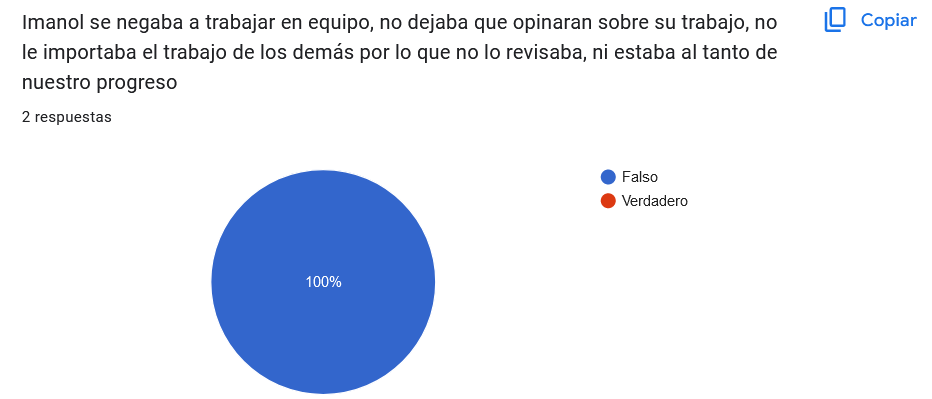 Imanol se negaba a trabajar en equipo, no dejaba que opinaran sobre su trabajo, no
le importaba el trabajo de los demás por lo que no lo revisaba, ni estaba al tanto de
nuestro progreso
Copiar
2 respuestas
Falso
Verdadero
100%